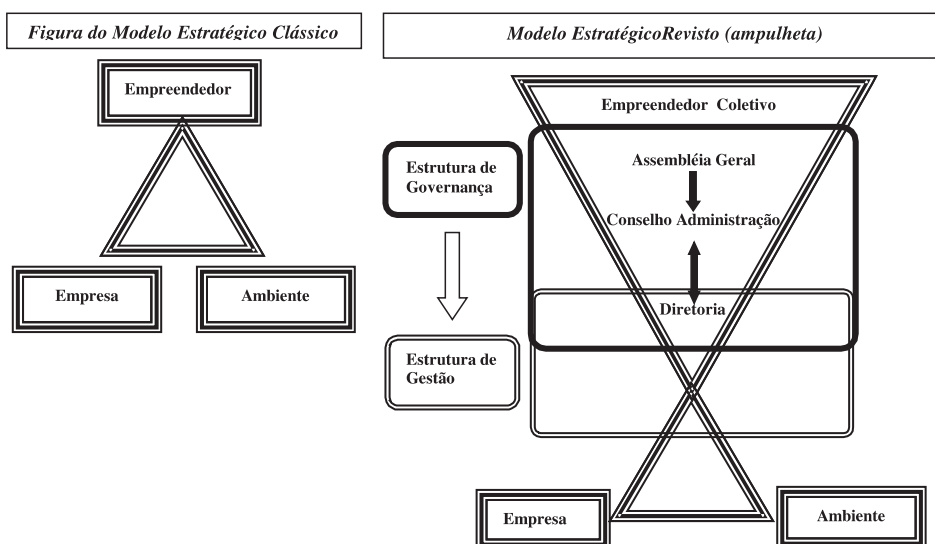 Figura do Modelo Estratégico Clássico
Empreendedor
Empresa
Ambiente
Modelo EstratégicoRevisto (ampulheta)
Empreendedor Coletivo
Estrutura de
Governança
Assembléia Geral
Conselho Administração
Diretoria
Estrutura de
Gestão
Empresa
Ambiente